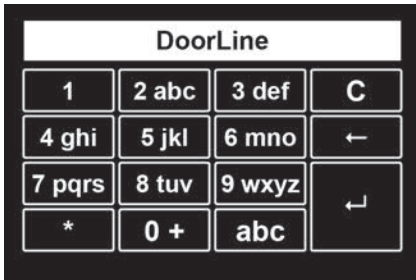 DoorLine
1 2 abc 3 def C
4 ghi 5 jkl 6 mno ←
7 pqrs 8 tuv 9 wxyz ↵
* 0 + abc